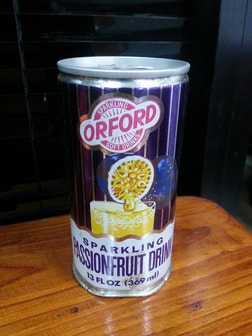 SPARKLING
ORFORD
SOFT DRINKS
SPARKLING
PASSIONFRUIT DRINK
13 FL OZ (369 ml)